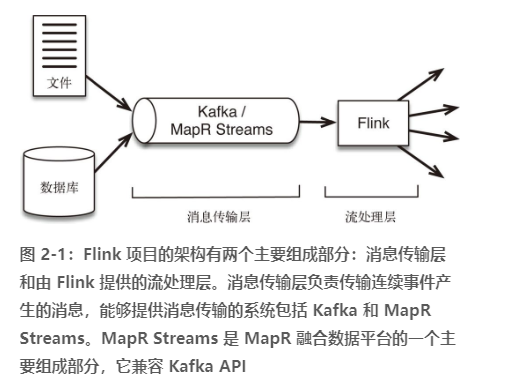 文件
Kafka /
MapR Streams
Flink
数据库
消息传输层
流处理层
图 2-1：Flink 项目的架构有两个主要组成部分：消息传输层
和由 Flink 提供的流处理层。消息传输层负责传输连续事件产
生的消息，能够提供消息传输的系统包括 Kafka 和 MapR
Streams。MapR Streams 是 MapR 融合数据平台的一个主
要组成部分，它兼容 Kafka API